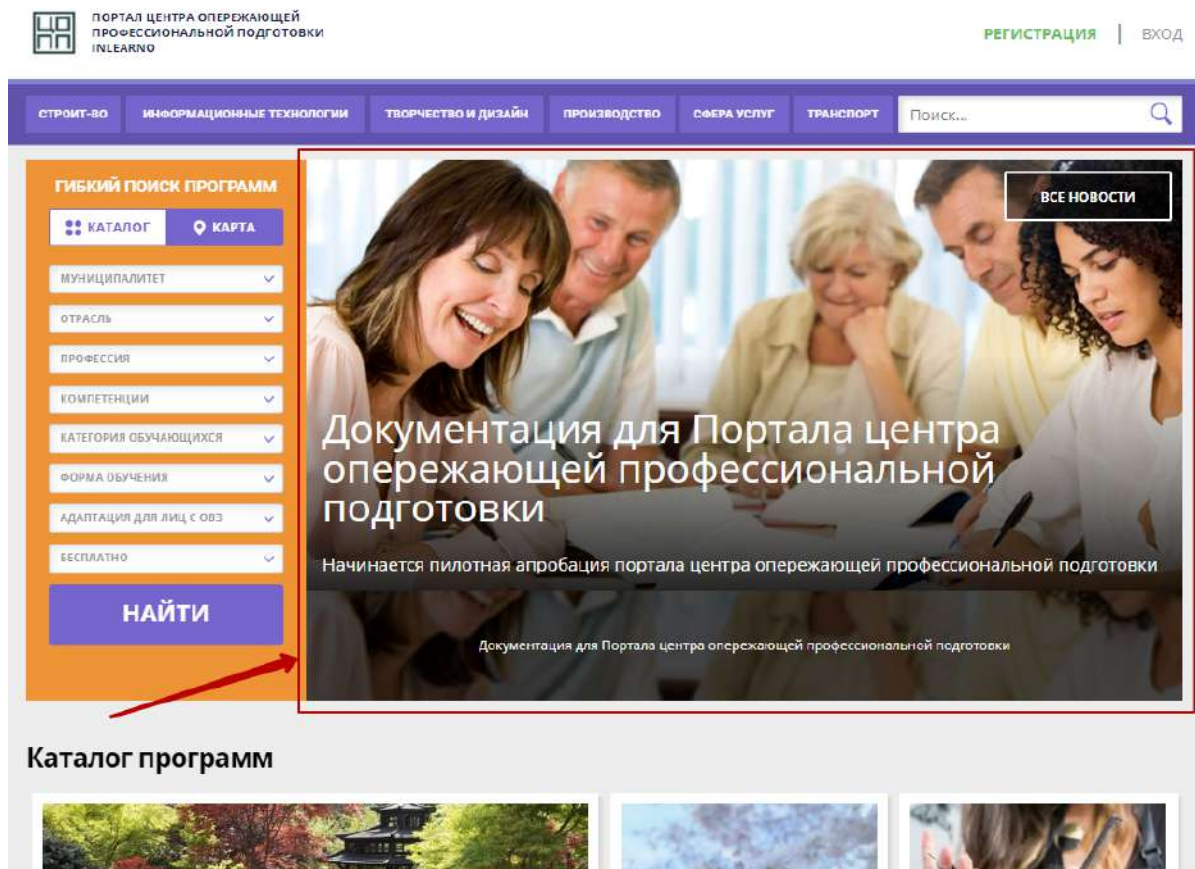 ПОРТАЛ ЦЕНТРА ОПЕРЕЖАЮЩЕЙ
ПРОФЕССИОНАЛЬНОЙ ПОДГОТОВКИ
INLEARNO
РЕГИСТРАЦИЯ | ВХОД
СТРОИТ-ВО ИНФОРМАЦИОННЫЕ ТЕХНОЛОГИИ ТВОРЧЕСТВО И ДИЗАЙН ПРОИЗВОДСТВО СФЕРА УСЛУГ ТРАНСПОРТ Поиск...
ГИБКИЙ ПОИСК ПРОГРАММ
КАТАЛОГ КАРТА
МУНИЦИПАЛИТЕТ
ОТРАСЛЬ
ПРОФЕССИЯ
КОМПЕТЕНЦИИ
КАТЕГОРИЯ ОБУЧАЮЩИХСЯ
ФОРМА ОБУЧЕНИЯ
АДАПТАЦИЯ ДЛЯ ЛИЦ С ОВЗ
БЕСПЛАТНО
НАЙТИ
ВСЕ НОВОСТИ
Документация для Портала центра
опережающей профессиональной
подготовки
Начинается пилотная апробация портала центра опережающей профессиональной подготовки
Документация для Портала центра опережающей профессиональной подготовки
Каталог программ